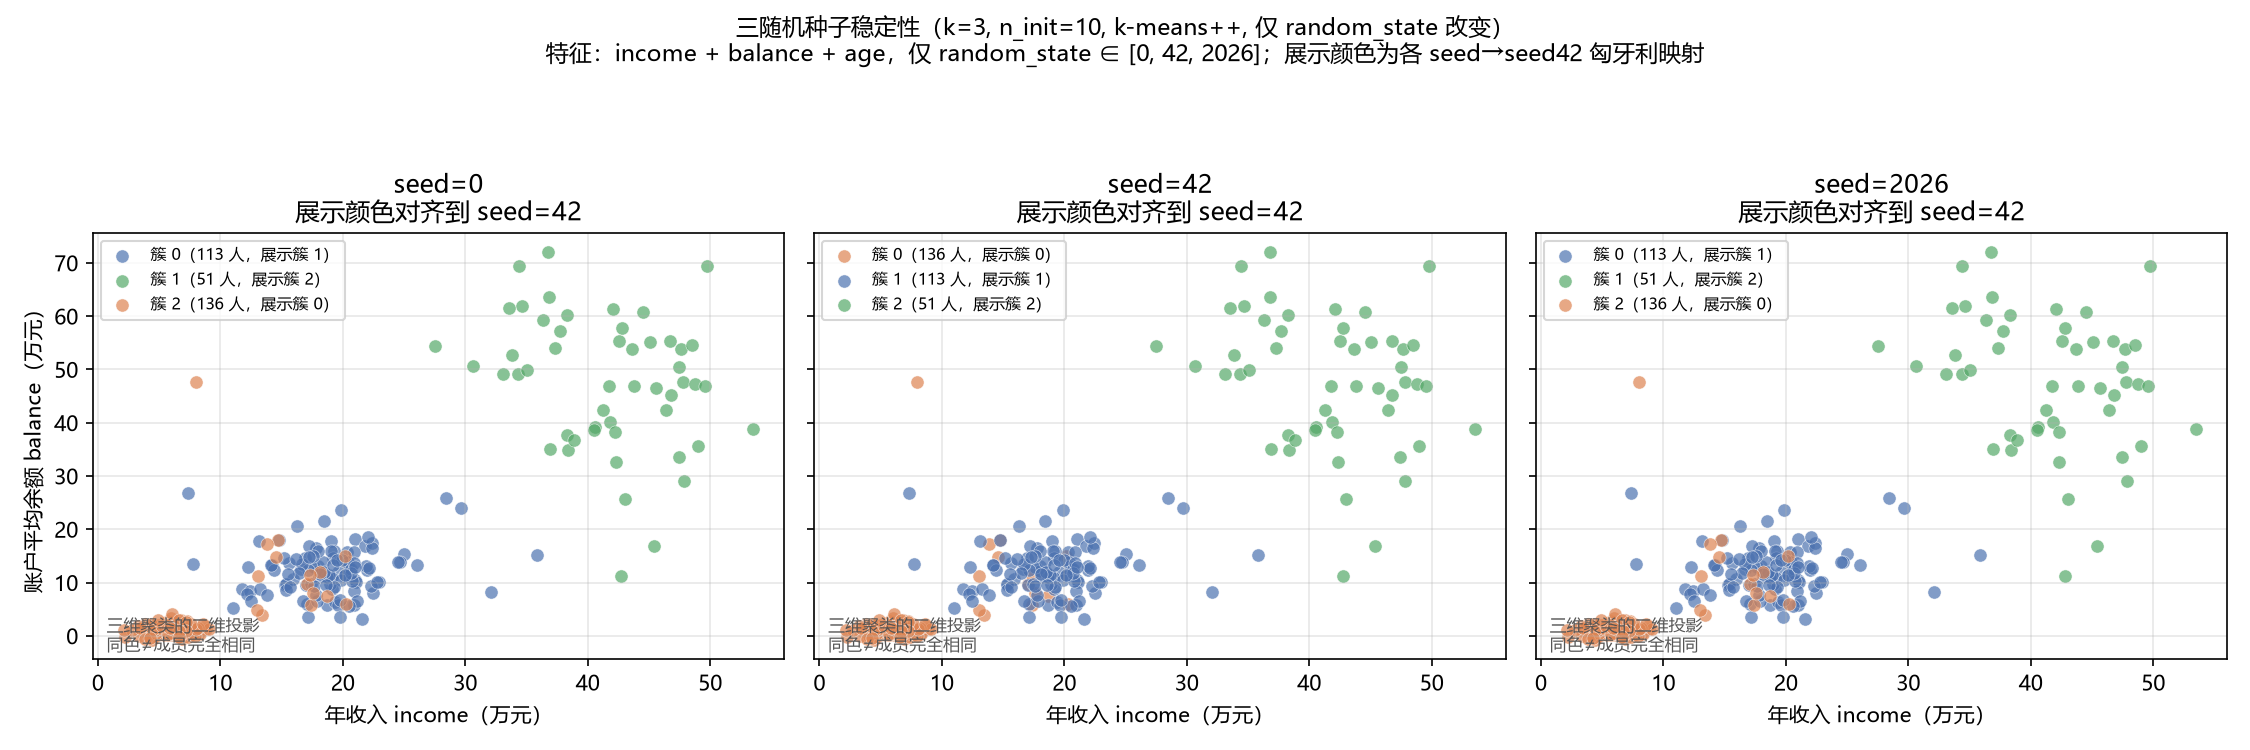 三随机种子稳定性（k=3, n_init=10, k-means++, 仅 random_state 改变）
特征：income + balance + age，仅 random_state ∈ [0, 42, 2026]；展示颜色为各 seed→seed42 匈牙利映射
seed=0
展示颜色对齐到 seed=42
簇 0（113 人，展示簇 1）
簇 1（51 人，展示簇 2）
簇 2（136 人，展示簇 0）
三维聚类的二维投影
同色≠成员完全相同
账户平均余额 balance（万元）
70
60
50
40
30
20
10
0
0 10 20 30 40 50
年收入 income（万元）
seed=42
展示颜色对齐到 seed=42
簇 0（136 人，展示簇 0）
簇 1（113 人，展示簇 1）
簇 2（51 人，展示簇 2）
三维聚类的二维投影
同色≠成员完全相同
0 10 20 30 40 50
年收入 income（万元）
seed=2026
展示颜色对齐到 seed=42
簇 0（113 人，展示簇 1）
簇 1（51 人，展示簇 2）
簇 2（136 人，展示簇 0）
三维聚类的二维投影
同色≠成员完全相同
0 10 20 30 40 50
年收入 income（万元）